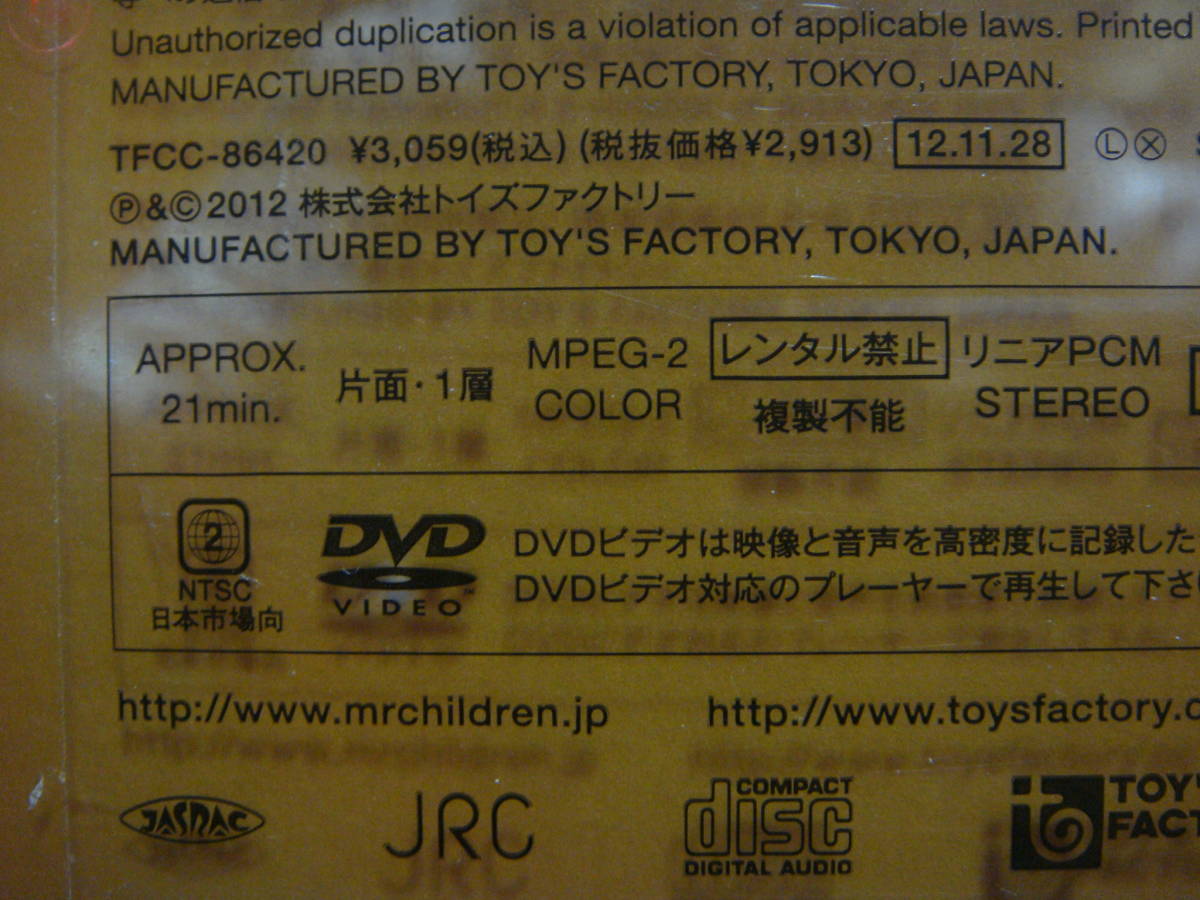 Unauthorized duplication is a violation of applicable laws. Printed
MANUFACTURED BY TOY'S FACTORY, TOKYO, JAPAN.
TFCC-86420 ¥3,059(税込) (税抜価格¥2,913) 12.11.28 Ⓛ Ⓧ
Ⓟ&©2012 株式会社トイズファクトリー
MANUFACTURED BY TOY'S FACTORY, TOKYO, JAPAN.
APPROX.
21min.
片面・1層
MPEG-2
COLOR
レンタル禁止
複製不能
リニアPCM
STEREO
2
NTSC
日本市場向
DVD
VIDEO
DVDビデオは映像と音声を高密度に記録した
DVDビデオ対応のプレーヤーで再生して下さ
http://www.mrchildren.jp
http://www.toysfactory.c
JASRAC
JRC
COMPACT
disc
DIGITAL AUDIO
TOY'
FACT